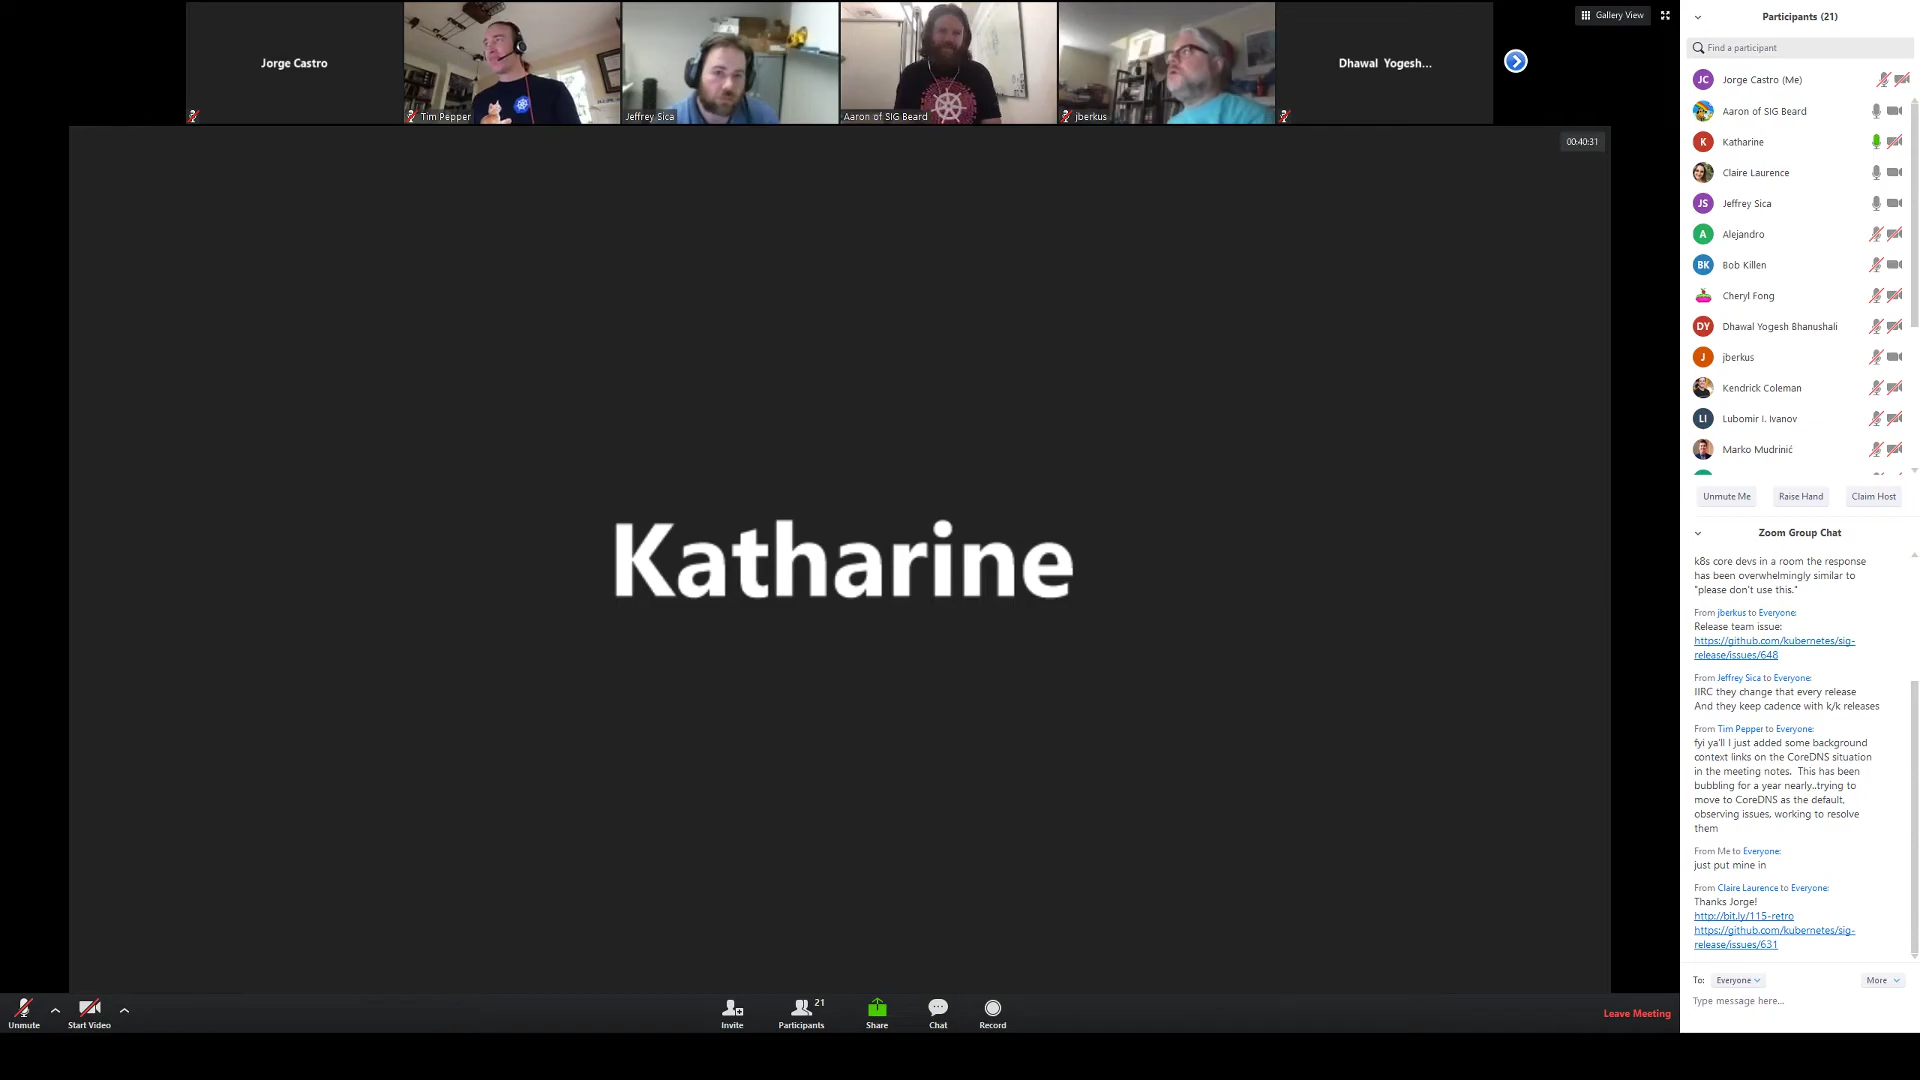 Jorge Castro
Tim Pepper
Jeffrey Sica
Aaron of SIG Beard
jberkus
Dhawal Yogesh...
Gallery View
00:40:31
Katharine
Unmute
Start Video
Invite
21
Participants
Share
Chat
Record
Leave Meeting
Participants (21)
Find a participant
JC Jorge Castro (Me)
Aaron of SIG Beard
K Katharine
Claire Laurence
JS Jeffrey Sica
A Alejandro
BK Bob Killen
Cheryl Fong
DY Dhawal Yogesh Bhanushali
J jberkus
Kendrick Coleman
LI Lubomir I. Ivanov
Marko Mudrinić
Unmute Me Raise Hand Claim Host
Zoom Group Chat
k8s core devs in a room the response
has been overwhelmingly similar to
"please don't use this."
From jberkus to Everyone:
Release team issue:
https://github.com/kubernetes/sig-
release/issues/648
From Jeffrey Sica to Everyone:
IIRC they change that every release
And they keep cadence with k/k releases
From Tim Pepper to Everyone:
fyi ya'll I just added some background
context links on the CoreDNS situation
in the meeting notes. This has been
bubbling for a year nearly..trying to
move to CoreDNS as the default,
observing issues, working to resolve
them
From Me to Everyone:
just put mine in
From Claire Laurence to Everyone:
Thanks Jorge!
http://bit.ly/115-retro
https://github.com/kubernetes/sig-
release/issues/631
To: Everyone
More
Type message here...